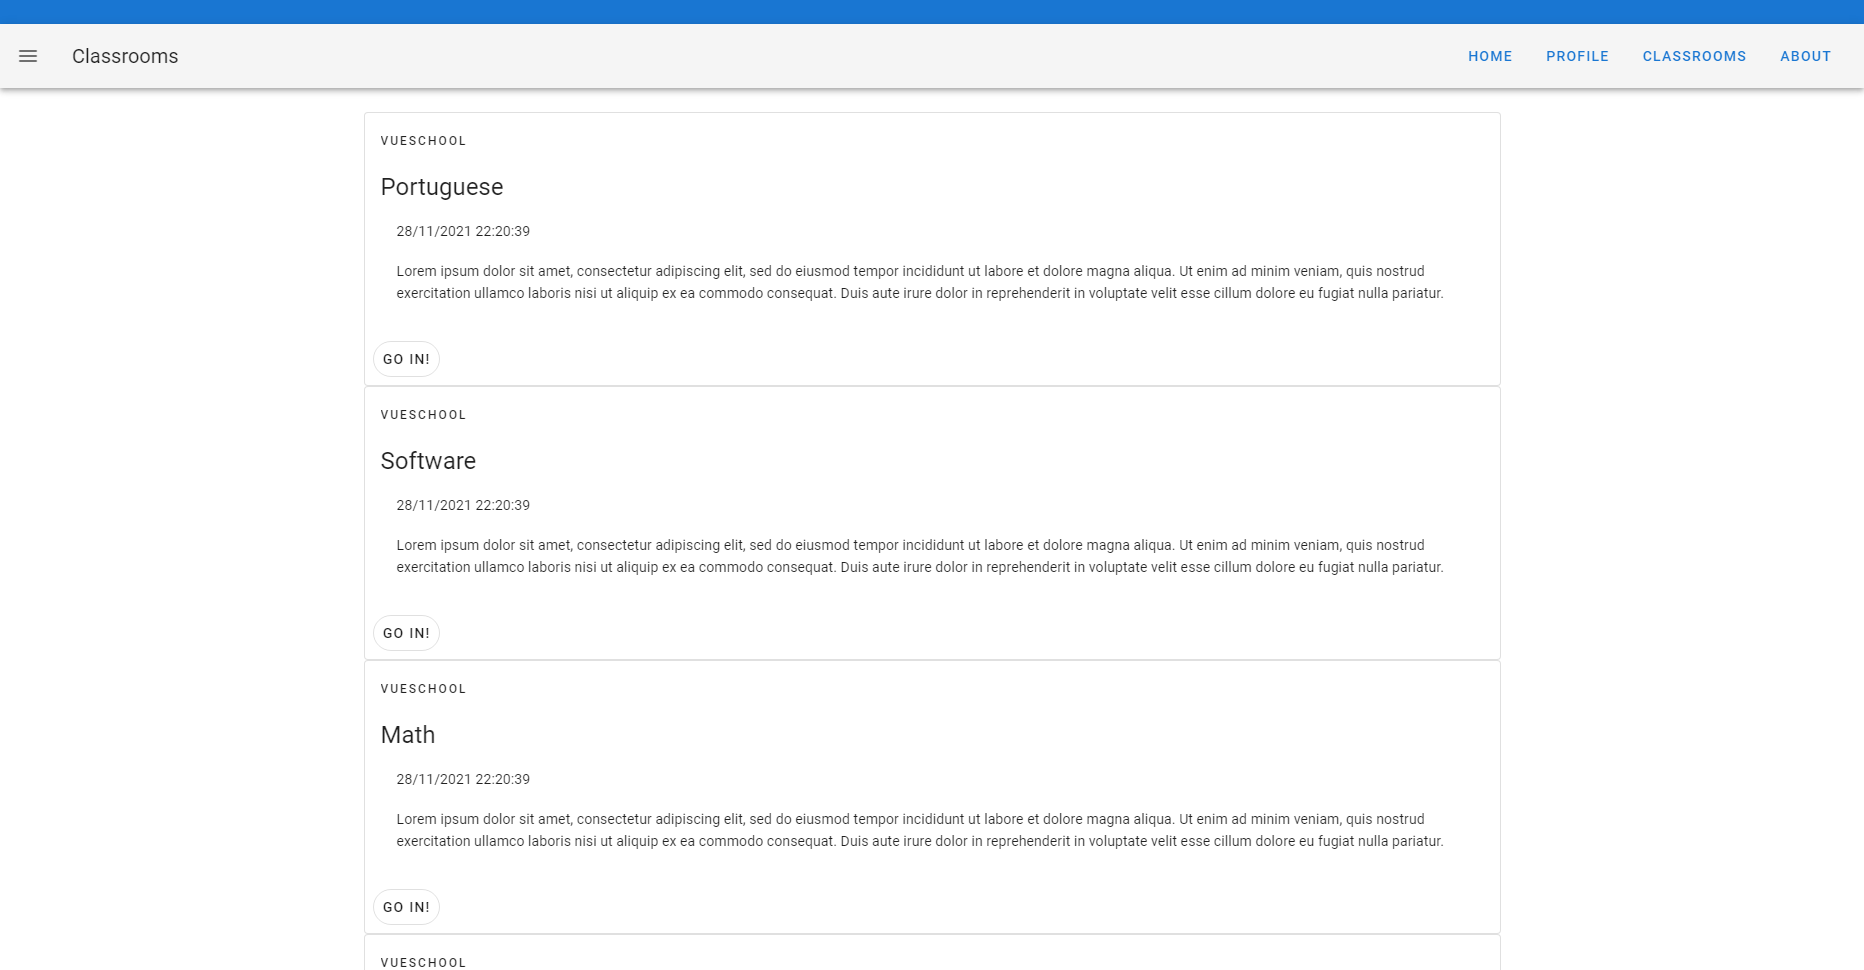 Classrooms
HOME PROFILE CLASSROOMS ABOUT
VUESCHOOL
Portuguese
28/11/2021 22:20:39
Lorem ipsum dolor sit amet, consectetur adipiscing elit, sed do eiusmod tempor incididunt ut labore et dolore magna aliqua. Ut enim ad minim veniam, quis nostrud
exercitation ullamco laboris nisi ut aliquip ex ea commodo consequat. Duis aute irure dolor in reprehenderit in voluptate velit esse cillum dolore eu fugiat nulla pariatur.
GO IN!
VUESCHOOL
Software
28/11/2021 22:20:39
Lorem ipsum dolor sit amet, consectetur adipiscing elit, sed do eiusmod tempor incididunt ut labore et dolore magna aliqua. Ut enim ad minim veniam, quis nostrud
exercitation ullamco laboris nisi ut aliquip ex ea commodo consequat. Duis aute irure dolor in reprehenderit in voluptate velit esse cillum dolore eu fugiat nulla pariatur.
GO IN!
VUESCHOOL
Math
28/11/2021 22:20:39
Lorem ipsum dolor sit amet, consectetur adipiscing elit, sed do eiusmod tempor incididunt ut labore et dolore magna aliqua. Ut enim ad minim veniam, quis nostrud
exercitation ullamco laboris nisi ut aliquip ex ea commodo consequat. Duis aute irure dolor in reprehenderit in voluptate velit esse cillum dolore eu fugiat nulla pariatur.
GO IN!
VUESCHOOL